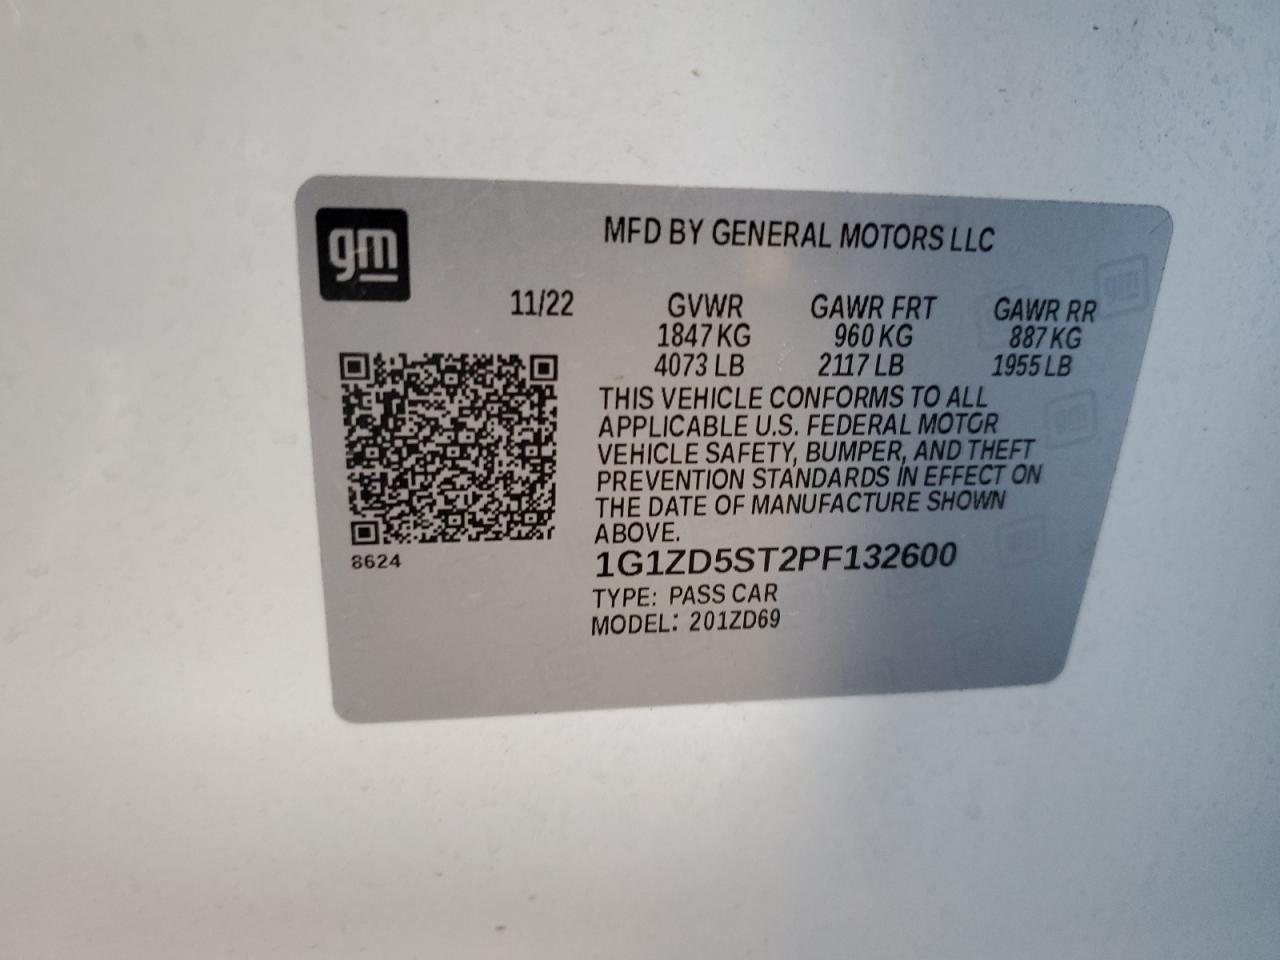 gm
MFD BY GENERAL MOTORS LLC
11/22 GVWR GAWR FRT GAWR RR
1847 KG 960 KG 887 KG
4073 LB 2117 LB 1955 LB
THIS VEHICLE CONFORMS TO ALL
APPLICABLE U.S. FEDERAL MOTOR
VEHICLE SAFETY, BUMPER, AND THEFT
PREVENTION STANDARDS IN EFFECT ON
THE DATE OF MANUFACTURE SHOWN
ABOVE.
8624
1G1ZD5ST2PF132600
TYPE: PASS CAR
MODEL: 201ZD69